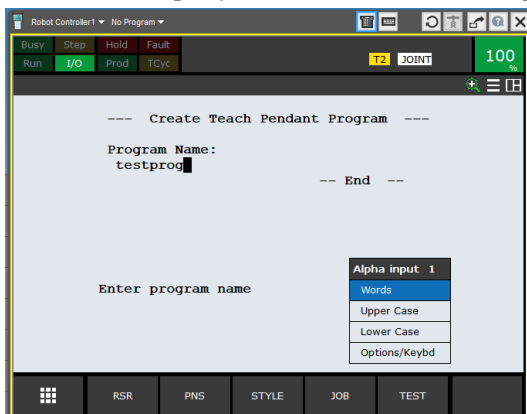 Robot Controller1 No Program
Busy Step Hold Fault
Run I/O Prod TCyc
T2 JOINT
100 %
--- Create Teach Pendant Program ---
Program Name:
testprog
-- End --
Alpha input 1
Words
Upper Case
Lower Case
Options/Keybd
Enter program name
RSR PNS STYLE JOB TEST